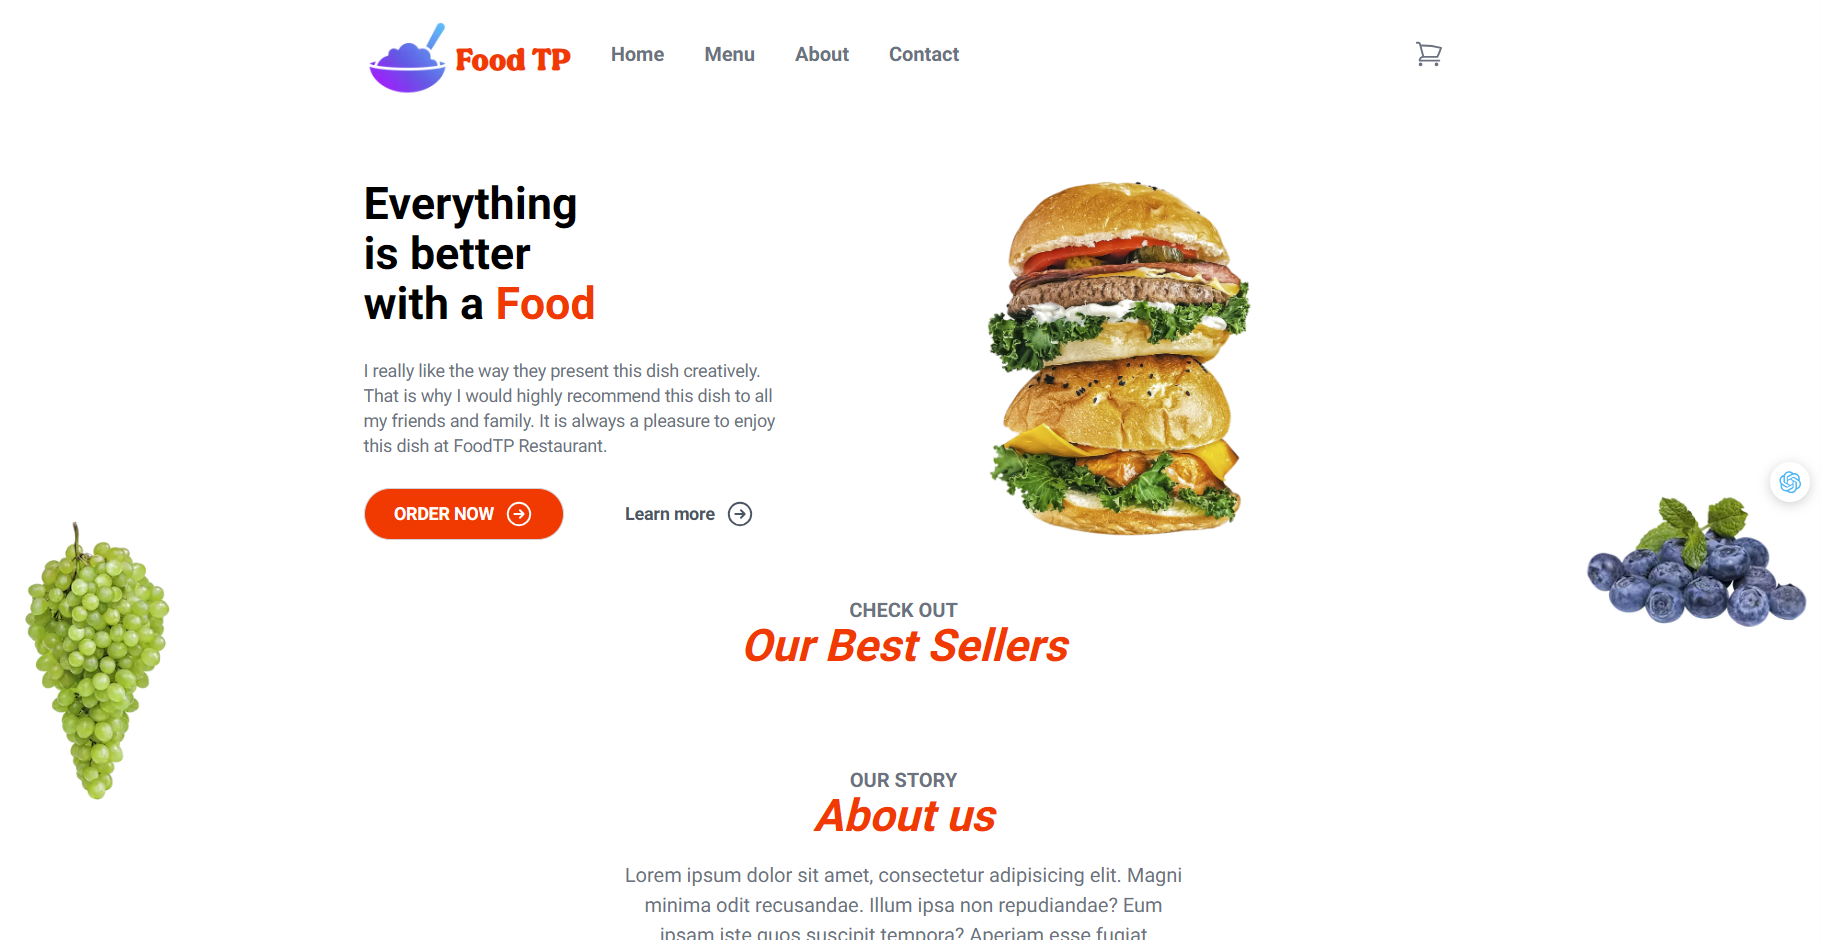 Food TP
Home Menu About Contact
Everything
is better
with a Food
I really like the way they present this dish creatively.
That is why I would highly recommend this dish to all
my friends and family. It is always a pleasure to enjoy
this dish at FoodTP Restaurant.
ORDER NOW
Learn more
CHECK OUT
Our Best Sellers
OUR STORY
About us
Lorem ipsum dolor sit amet, consectetur adipisicing elit. Magni
minima odit recusandae. Illum ipsa non repudiandae? Eum
ipsam iste quos suscipit tempora? Aperiam esse fugiat